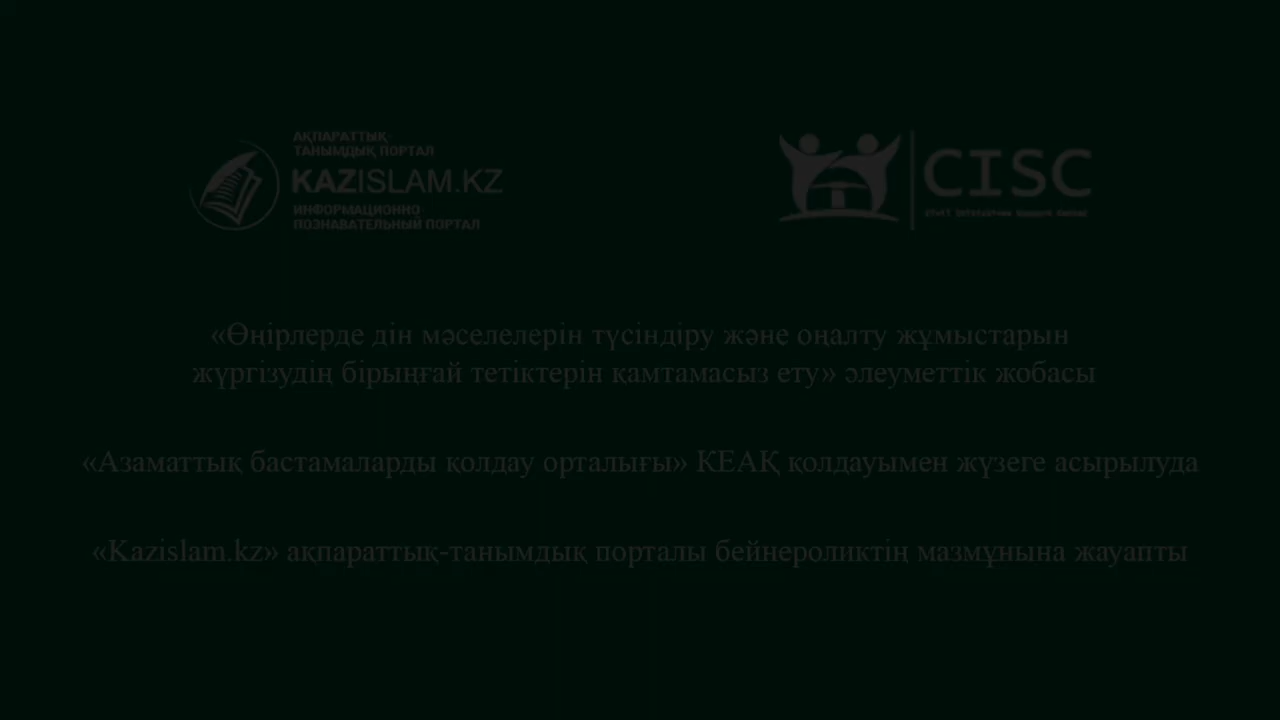 АҚПАРАТТЫҚ
ТАНЫМДЫҚ ПОРТАЛ
KAZISLAM.KZ
ИНФОРМАЦИОННО
ПОЗНАВАТЕЛЬНЫЙ ПОРТАЛ
CISC
«Өңірлерде дін мәселелерін түсіндіру және оңалту жұмыстарын
жүргізудің бірыңғай тетіктерін қамтамасыз ету» әлеуметтік жобасы
«Азаматтық бастамаларды қолдау орталығы» КЕАҚ қолдауымен жүзеге асырылуда
«Kazislam.kz» ақпараттық-танымдық порталы бейнероликтің мазмұнына жауапты